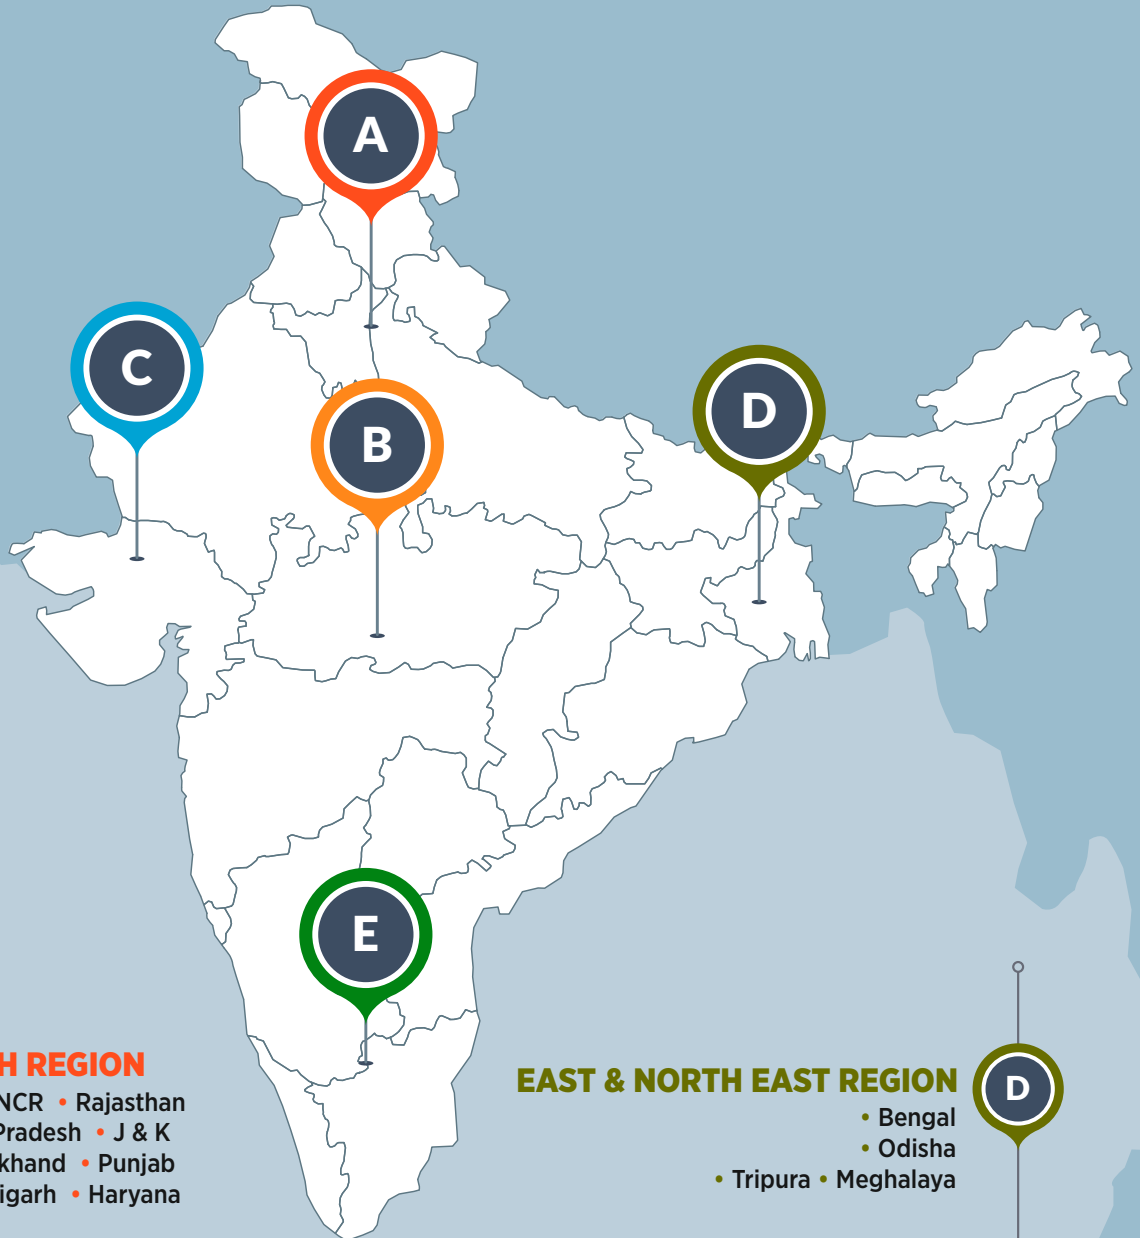 A
C
B
D
E
H REGION
NCR • Rajasthan
Pradesh • J & K
khand • Punjab
igarh • Haryana
EAST & NORTH EAST REGION
D
• Bengal
• Odisha
• Tripura • Meghalaya